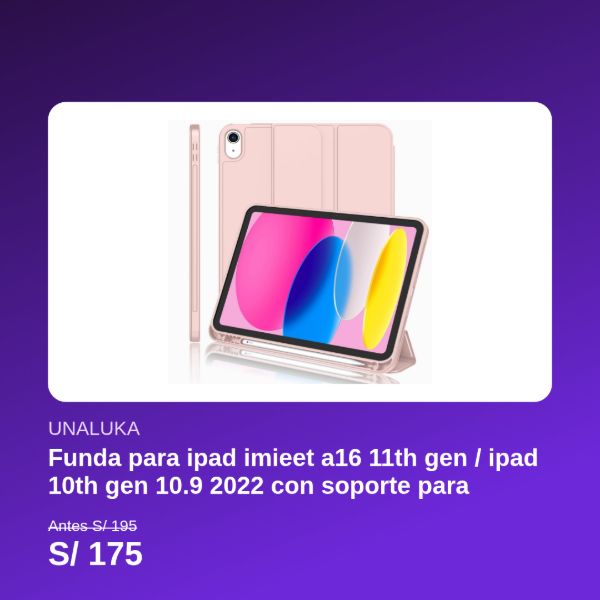 UNALUKA
Funda para ipad imieet a16 11th gen / ipad
10th gen 10.9 2022 con soporte para
Antes S/ 195
S/ 175